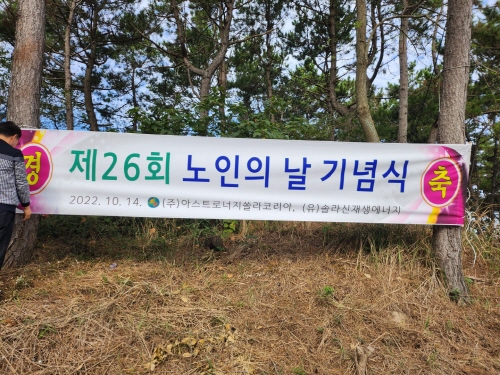 경 제26회 노인의 날 기념식 축
2022. 10. 14. (주)아스트로너지쏠라코리아, (유)솔라신재생에너지